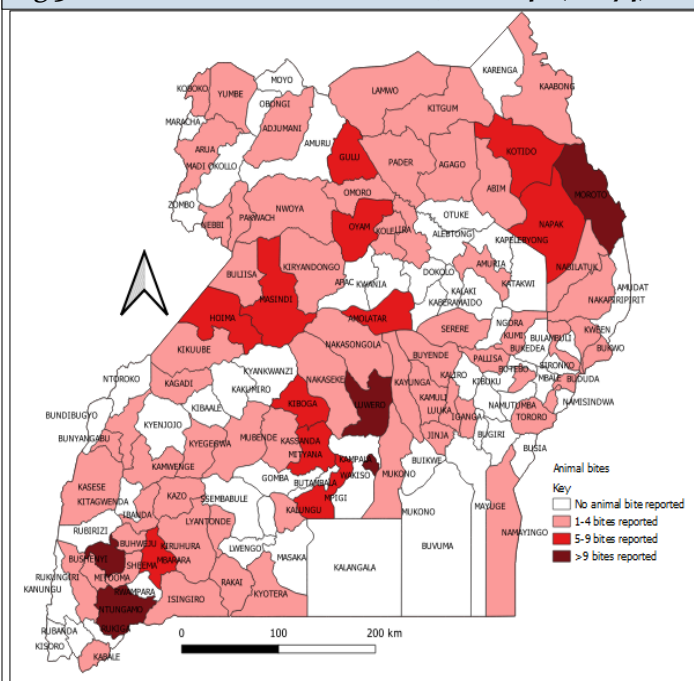 KARENGA
MOYO
KAABONG
KOBOKO
YUMBE
LAMWO
OBONGI
KITGUM
MARACHA
ADJUMANI
AMURU
ARUA
GULU
KOTIDO
MADI OKOLLO
PADER
AGAGO
MOROTO
ABIM
OMORO
ZOMBO
NWOYA
OTUKE
NAPAK
NEBBI
PAKWACH
OYAM
KOLE
LIRA
ALEBTONG
KAPELEBYONG
AMURIA
NABILATUK
BULIISA
KIRYANDONGO
DOKOLO
APAC
KWANIA
KALAKI
KATAKWI
AMUDAT
MASINDI
KABERAMAIDO
NAKAPIRIPIRIT
HOIMA
AMOLATAR
NGORA
SERERE
KUMI
BULAMBULI
KWEEN
NAKASONGOLA
BUKEDEA
BUKWO
KIKUUBE
BUYENDE
PALLISA
SIRONKO
KYANKWANZI
NTOROKO
NAKASEKE
KAYUNGA
KALIRO
MBALE
BUDUDA
KAGADI
KAKUMIRO
KIBUKU
KAMULI
NAMISINDWA
KIBOGA
LUWERO
NAMUTUMBA
BUNDIBUGYO
KIBAALE
LUUKA
IGANGA
TORORO
KYENJOJO
BUGIRI
BUNYANGABU
KYEGEGWA
MUBENDE
KASSANDA
JINJA
MITYANA
KAMPALA
BUSIA
KAMWENGE
BUIKWE
GOMBA
WAKISO
MUKONO
KASESE
BUTAMBALA
KITAGWENDA
KAZO
SSEMBABULE
MPIGI
MAYUGE
KALUNGU
MUKONO
IBANDA
LYANTONDE
NAMAYINGO
RUBIRIZI
BUHWEJU
KIRUHURA
BUVUMA
LWENGO
BUSHENYI
MASAKA
SHEEMA
MBARARA
KALANGALA
RUKUNGIRI
MITOOMA
RAKAI
KANUNGU
RWAMPARA
ISINGIRO
KYOTERA
NTUNGAMO
RUBANDA
RUKIGA
KISORO
KABALE
0 100 200 km
Animal bites
Key
No animal bite reported
1-4 bites reported
5-9 bites reported
>9 bites reported